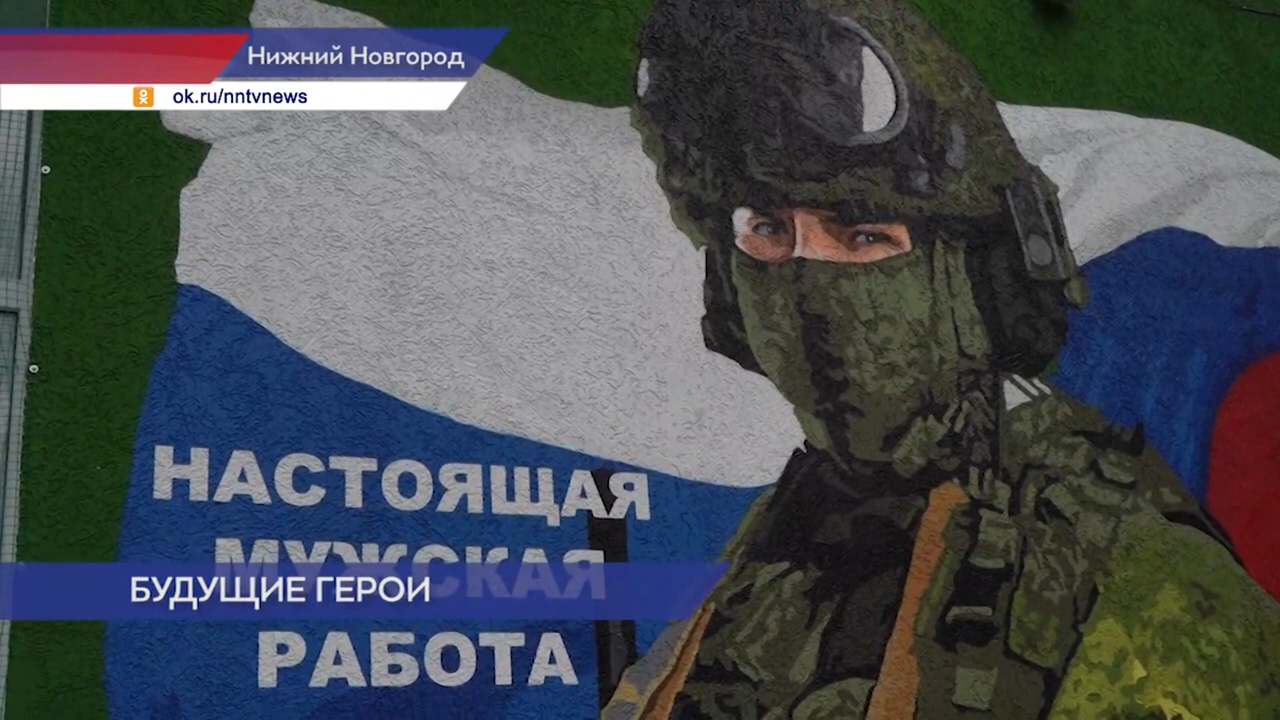 Нижний Новгород
ok.ru/nntvnews
НАСТОЯЩАЯ
МУЖСКАЯ
БУДУЩИЕ ГЕРОИ
РАБОТА